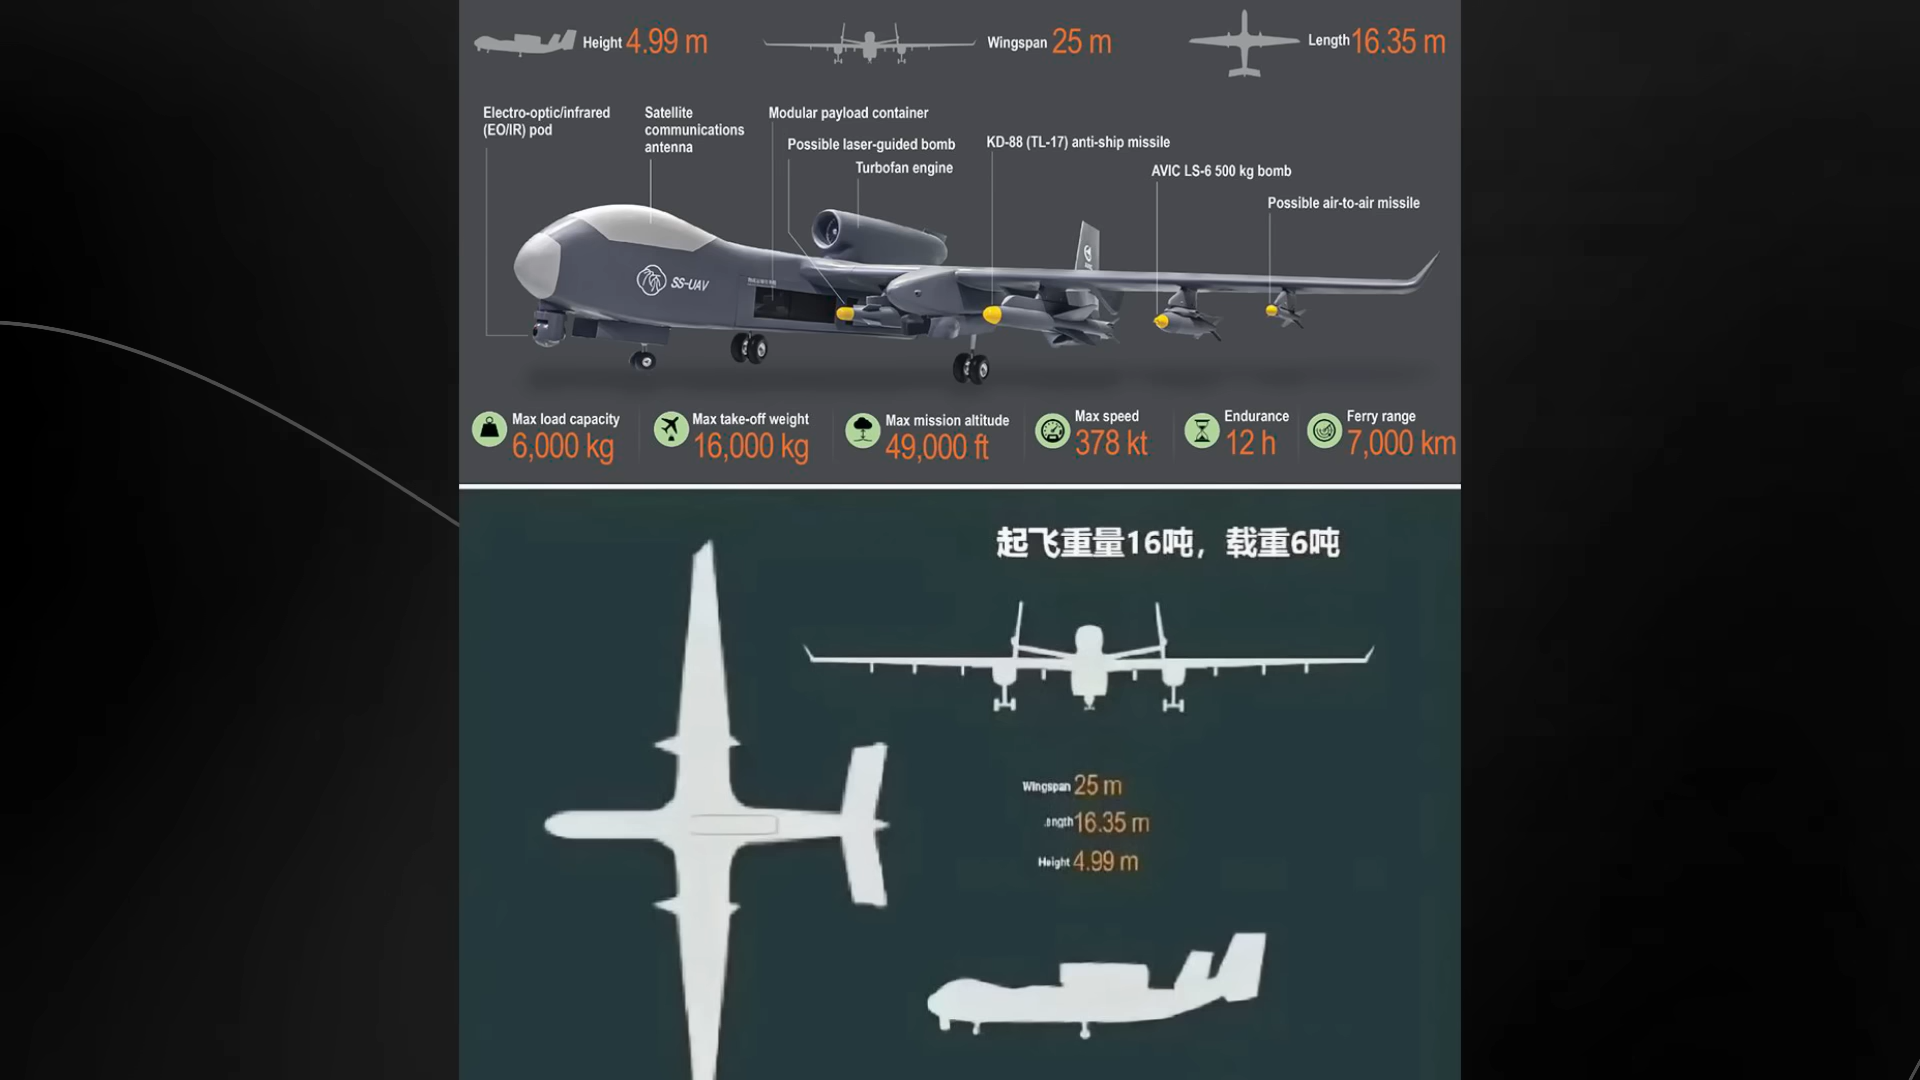 Height 4.99 m
Wingspan 25 m
Length 16.35 m
Electro-optic/infrared
(EO/IR) pod
Satellite
communications
antenna
Modular payload container
Possible laser-guided bomb
Turbofan engine
KD-88 (TL-17) anti-ship missile
AVIC LS-6 500 kg bomb
Possible air-to-air missile
SS-UAV
Max load capacity
6,000 kg
Max take-off weight
16,000 kg
Max mission altitude
49,000 ft
Max speed
378 kt
Endurance
12 h
Ferry range
7,000 km
起飞重量16吨，载重6吨
Wingspan 25 m
.ength 16.35 m
Height 4.99 m